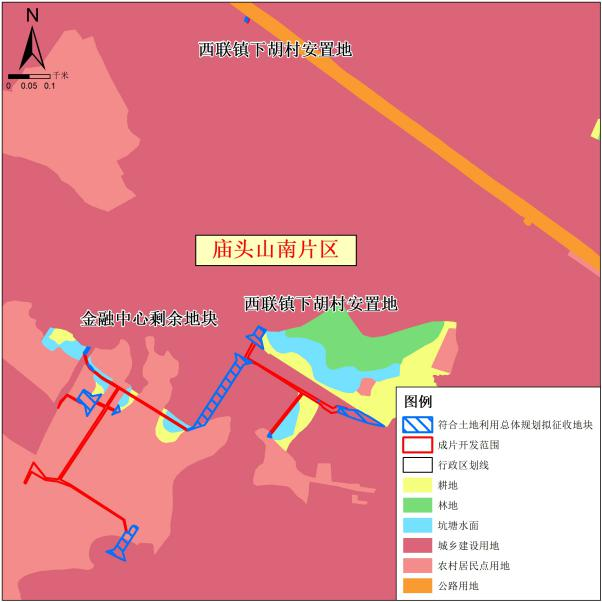 N
千米
0 0.05 0.1
西联镇下胡村安置地
庙头山南片区
西联镇下胡村安置地
金融中心剩余地块
图例
符合土地利用总体规划拟征收地块
成片开发范围
行政区划线
耕地
林地
坑塘水面
城乡建设用地
农村居民点用地
公路用地